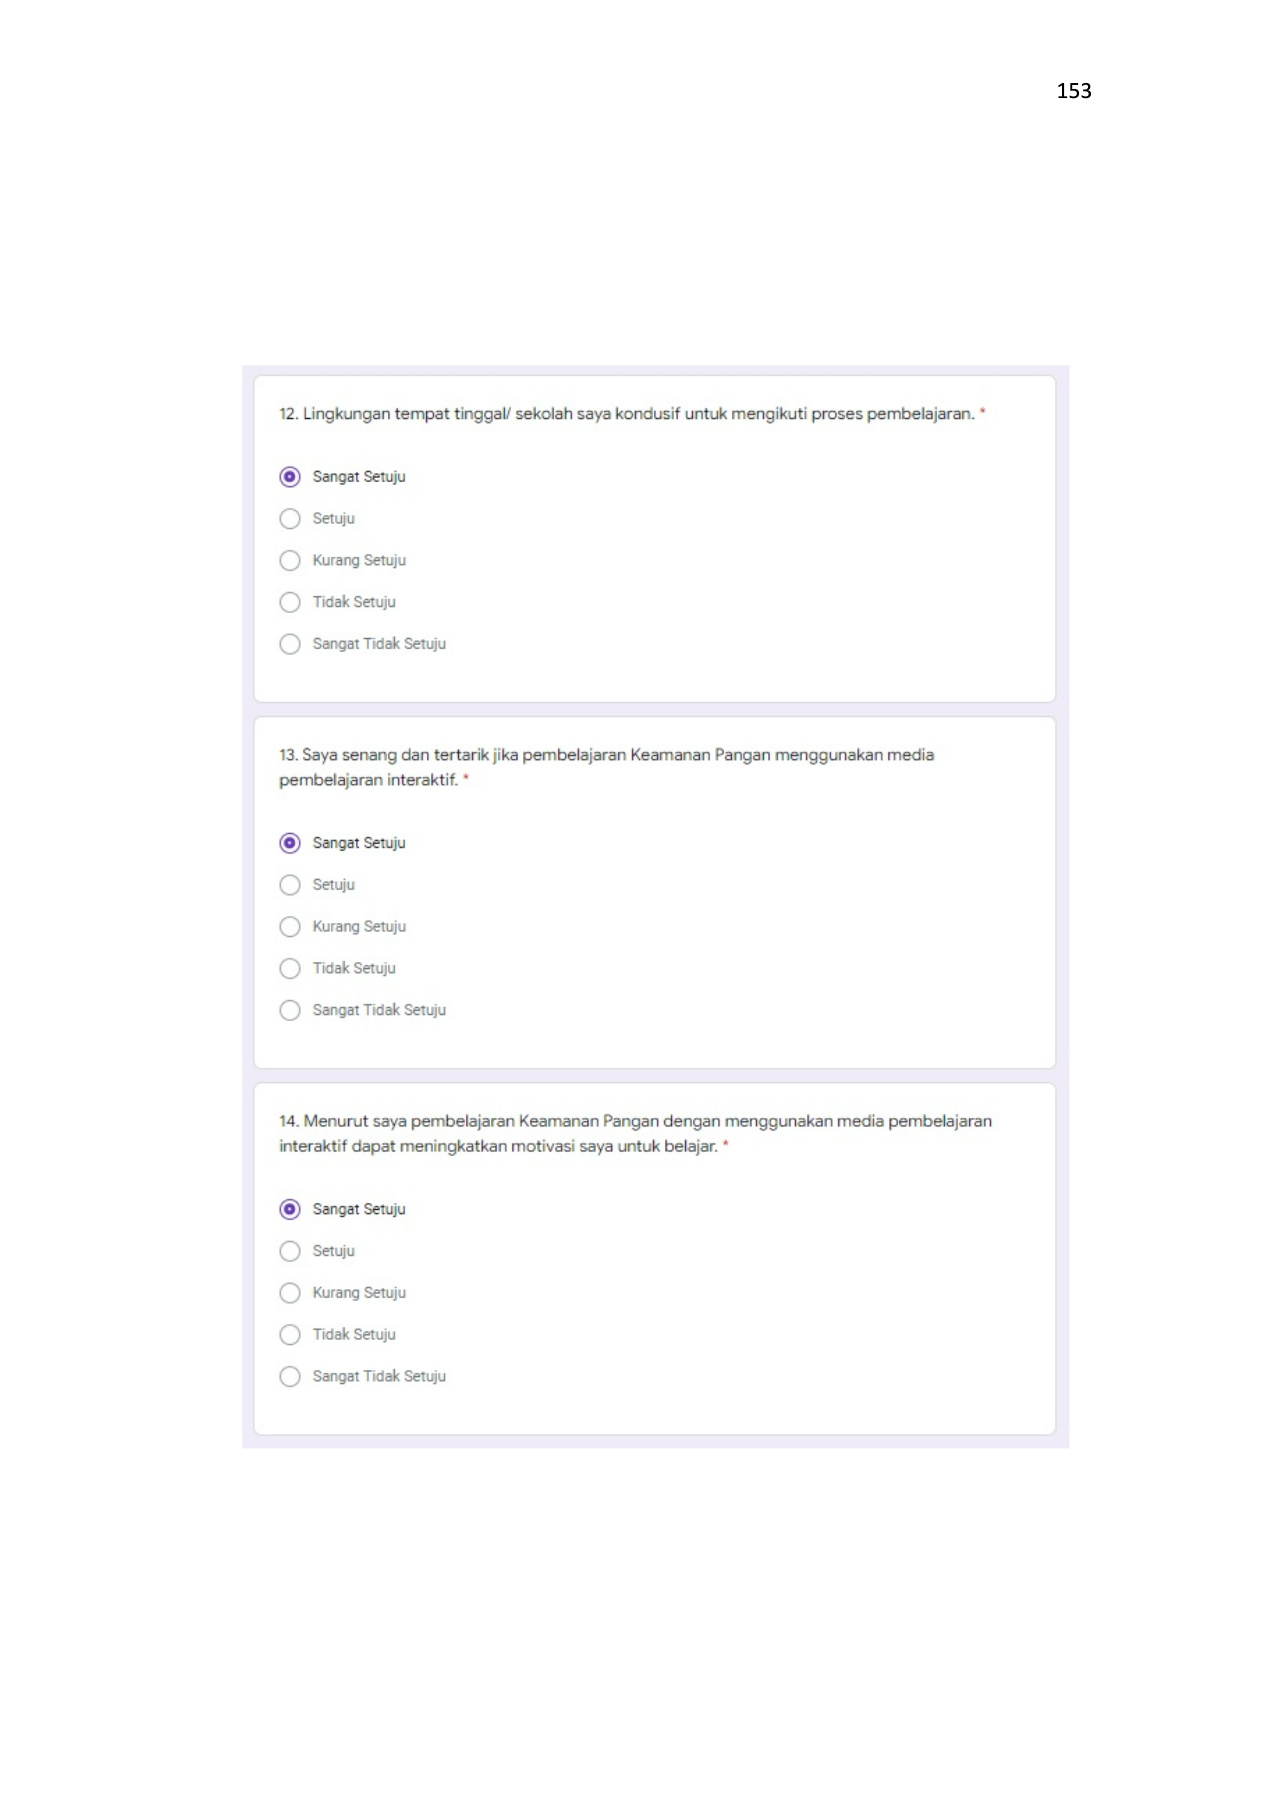 153
12. Lingkungan tempat tinggal/ sekolah saya kondusif untuk mengikuti proses pembelajaran. *
Sangat Setuju
Setuju
Kurang Setuju
Tidak Setuju
Sangat Tidak Setuju
13. Saya senang dan tertarik jika pembelajaran Keamanan Pangan menggunakan media
pembelajaran interaktif. *
Sangat Setuju
Setuju
Kurang Setuju
Tidak Setuju
Sangat Tidak Setuju
14. Menurut saya pembelajaran Keamanan Pangan dengan menggunakan media pembelajaran
interaktif dapat meningkatkan motivasi saya untuk belajar. *
Sangat Setuju
Setuju
Kurang Setuju
Tidak Setuju
Sangat Tidak Setuju